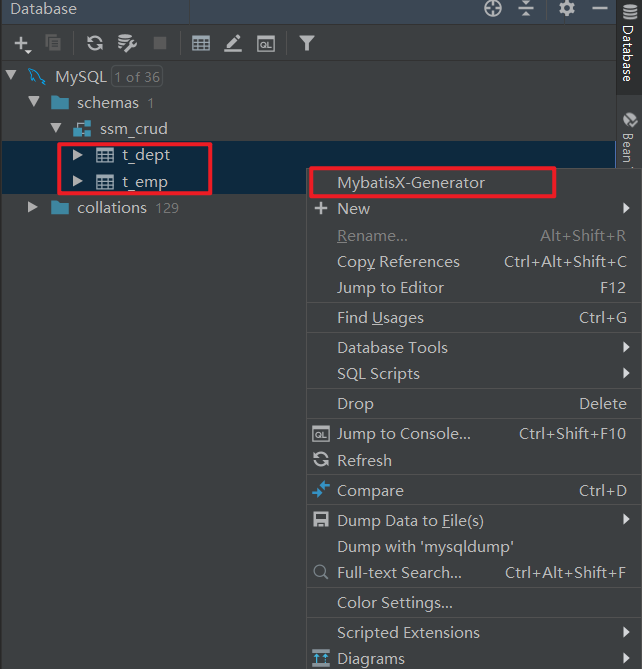 Database
MySQL 1 of 36
schemas 1
ssm_crud
t_dept
t_emp
collations 129
MybatisX-Generator
New
Rename... Alt+Shift+R
Copy References Ctrl+Alt+Shift+C
Jump to Editor F12
Find Usages Ctrl+G
Database Tools
SQL Scripts
Drop Delete
QL Jump to Console... Ctrl+Shift+F10
Refresh
Compare Ctrl+D
Dump Data to File(s)
Dump with 'mysqldump'
Full-text Search... Ctrl+Alt+Shift+F
Color Settings...
Scripted Extensions
Diagrams
QL
Database
Bean